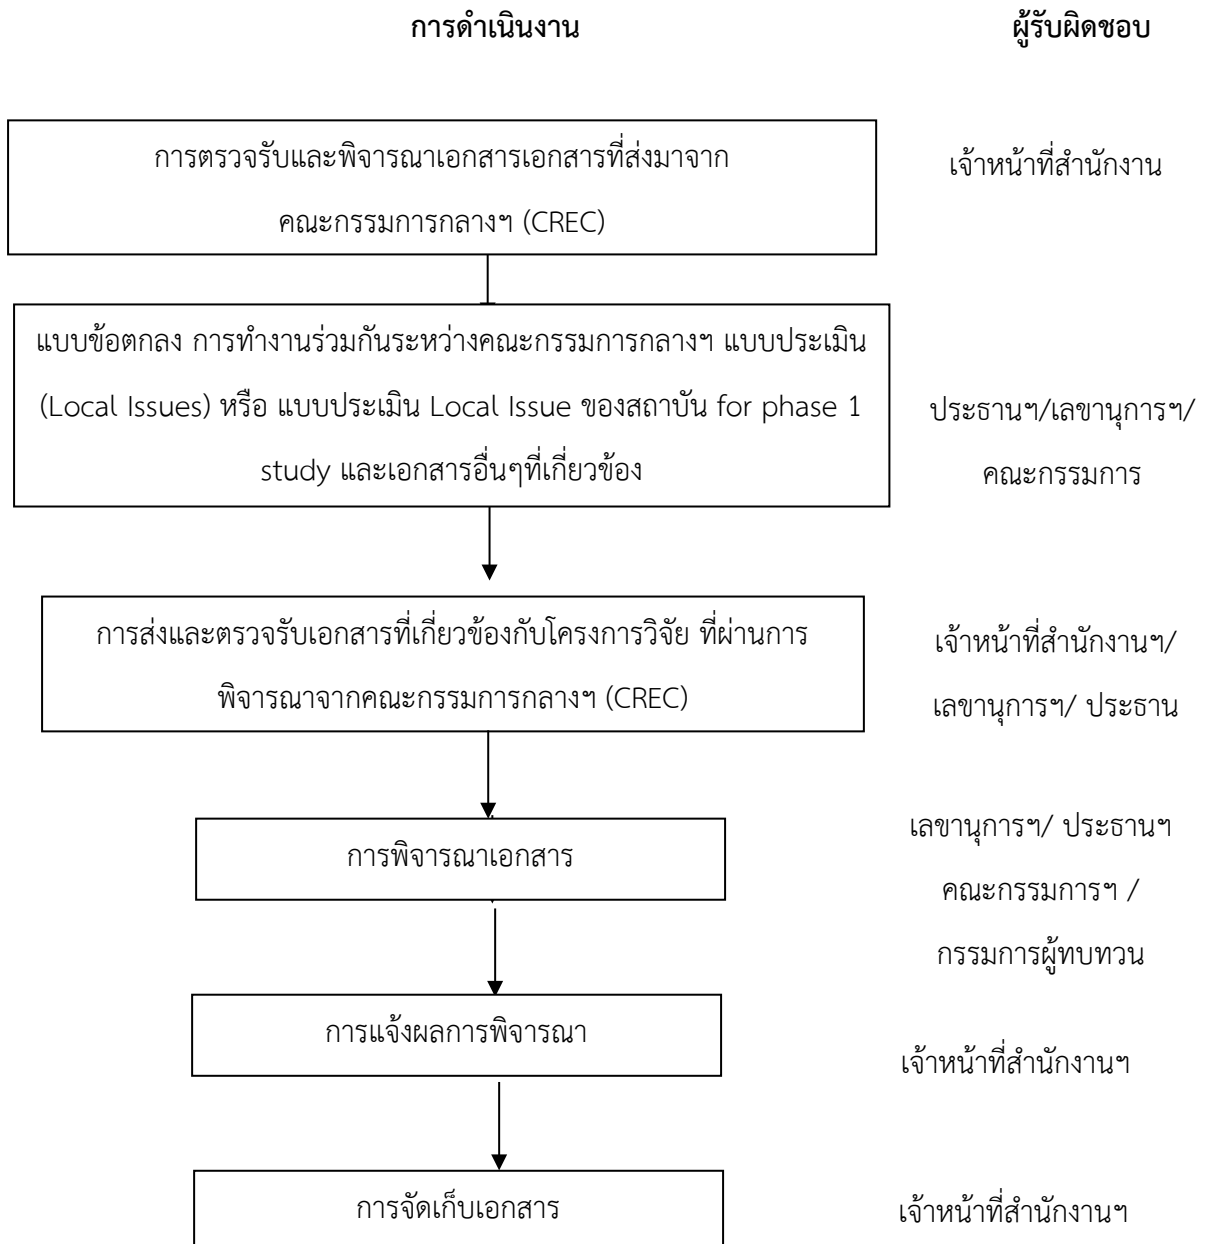 การดำเนินงาน ผู้รับผิดชอบ
การตรวจรับและพิจารณาเอกสารเอกสารที่ส่งมาจาก
คณะกรรมการกลางฯ (CREC)
เจ้าหน้าที่สำนักงาน
แบบข้อตกลง การทำงานร่วมกันระหว่างคณะกรรมการกลางฯ แบบประเมิน
(Local Issues) หรือ แบบประเมิน Local Issue ของสถาบัน for phase 1
study และเอกสารอื่นๆที่เกี่ยวข้อง
ประธานฯ/เลขานุการฯ/
คณะกรรมการ
การส่งและตรวจรับเอกสารที่เกี่ยวข้องกับโครงการวิจัย ที่ผ่านการ
พิจารณาจากคณะกรรมการกลางฯ (CREC)
เจ้าหน้าที่สำนักงานฯ/
เลขานุการฯ/ ประธาน
การพิจารณาเอกสาร
เลขานุการฯ/ ประธานฯ
คณะกรรมการฯ /
กรรมการผู้ทบทวน
การแจ้งผลการพิจารณา
เจ้าหน้าที่สำนักงานฯ
การจัดเก็บเอกสาร
เจ้าหน้าที่สำนักงานฯ